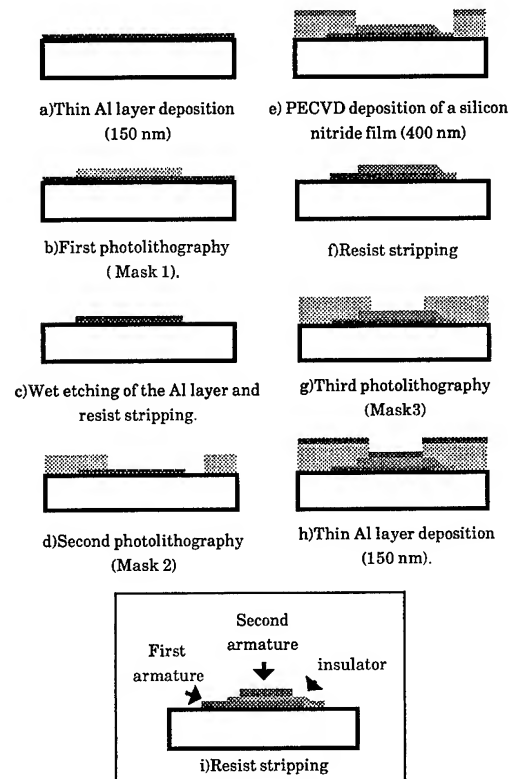 a)Thin Al layer deposition
(150 nm)
b)First photolithography
( Mask 1).
c)Wet etching of the Al layer and
resist stripping.
d)Second photolithography
(Mask 2)
e) PECVD deposition of a silicon
nitride film (400 nm)
f)Resist stripping
g)Third photolithography
(Mask3)
h)Thin Al layer deposition
(150 nm).
First
armature
Second
armature
insulator
i)Resist stripping